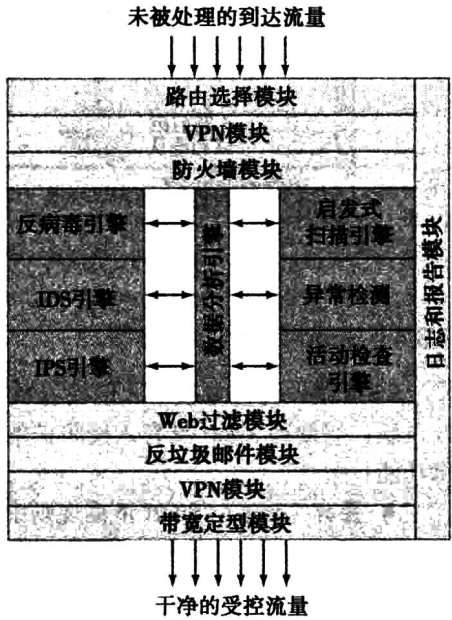 未被处理的到达流量
路由选择模块
VPN模块
防火墙模块
反病毒引擎
IDS引擎
IPS引擎
数据分析引擎
启发式
扫描引擎
异常检测
活动检查
引擎
日志和报告模块
Web过滤模块
反垃圾邮件模块
VPN模块
带宽定型模块
干净的受控流量